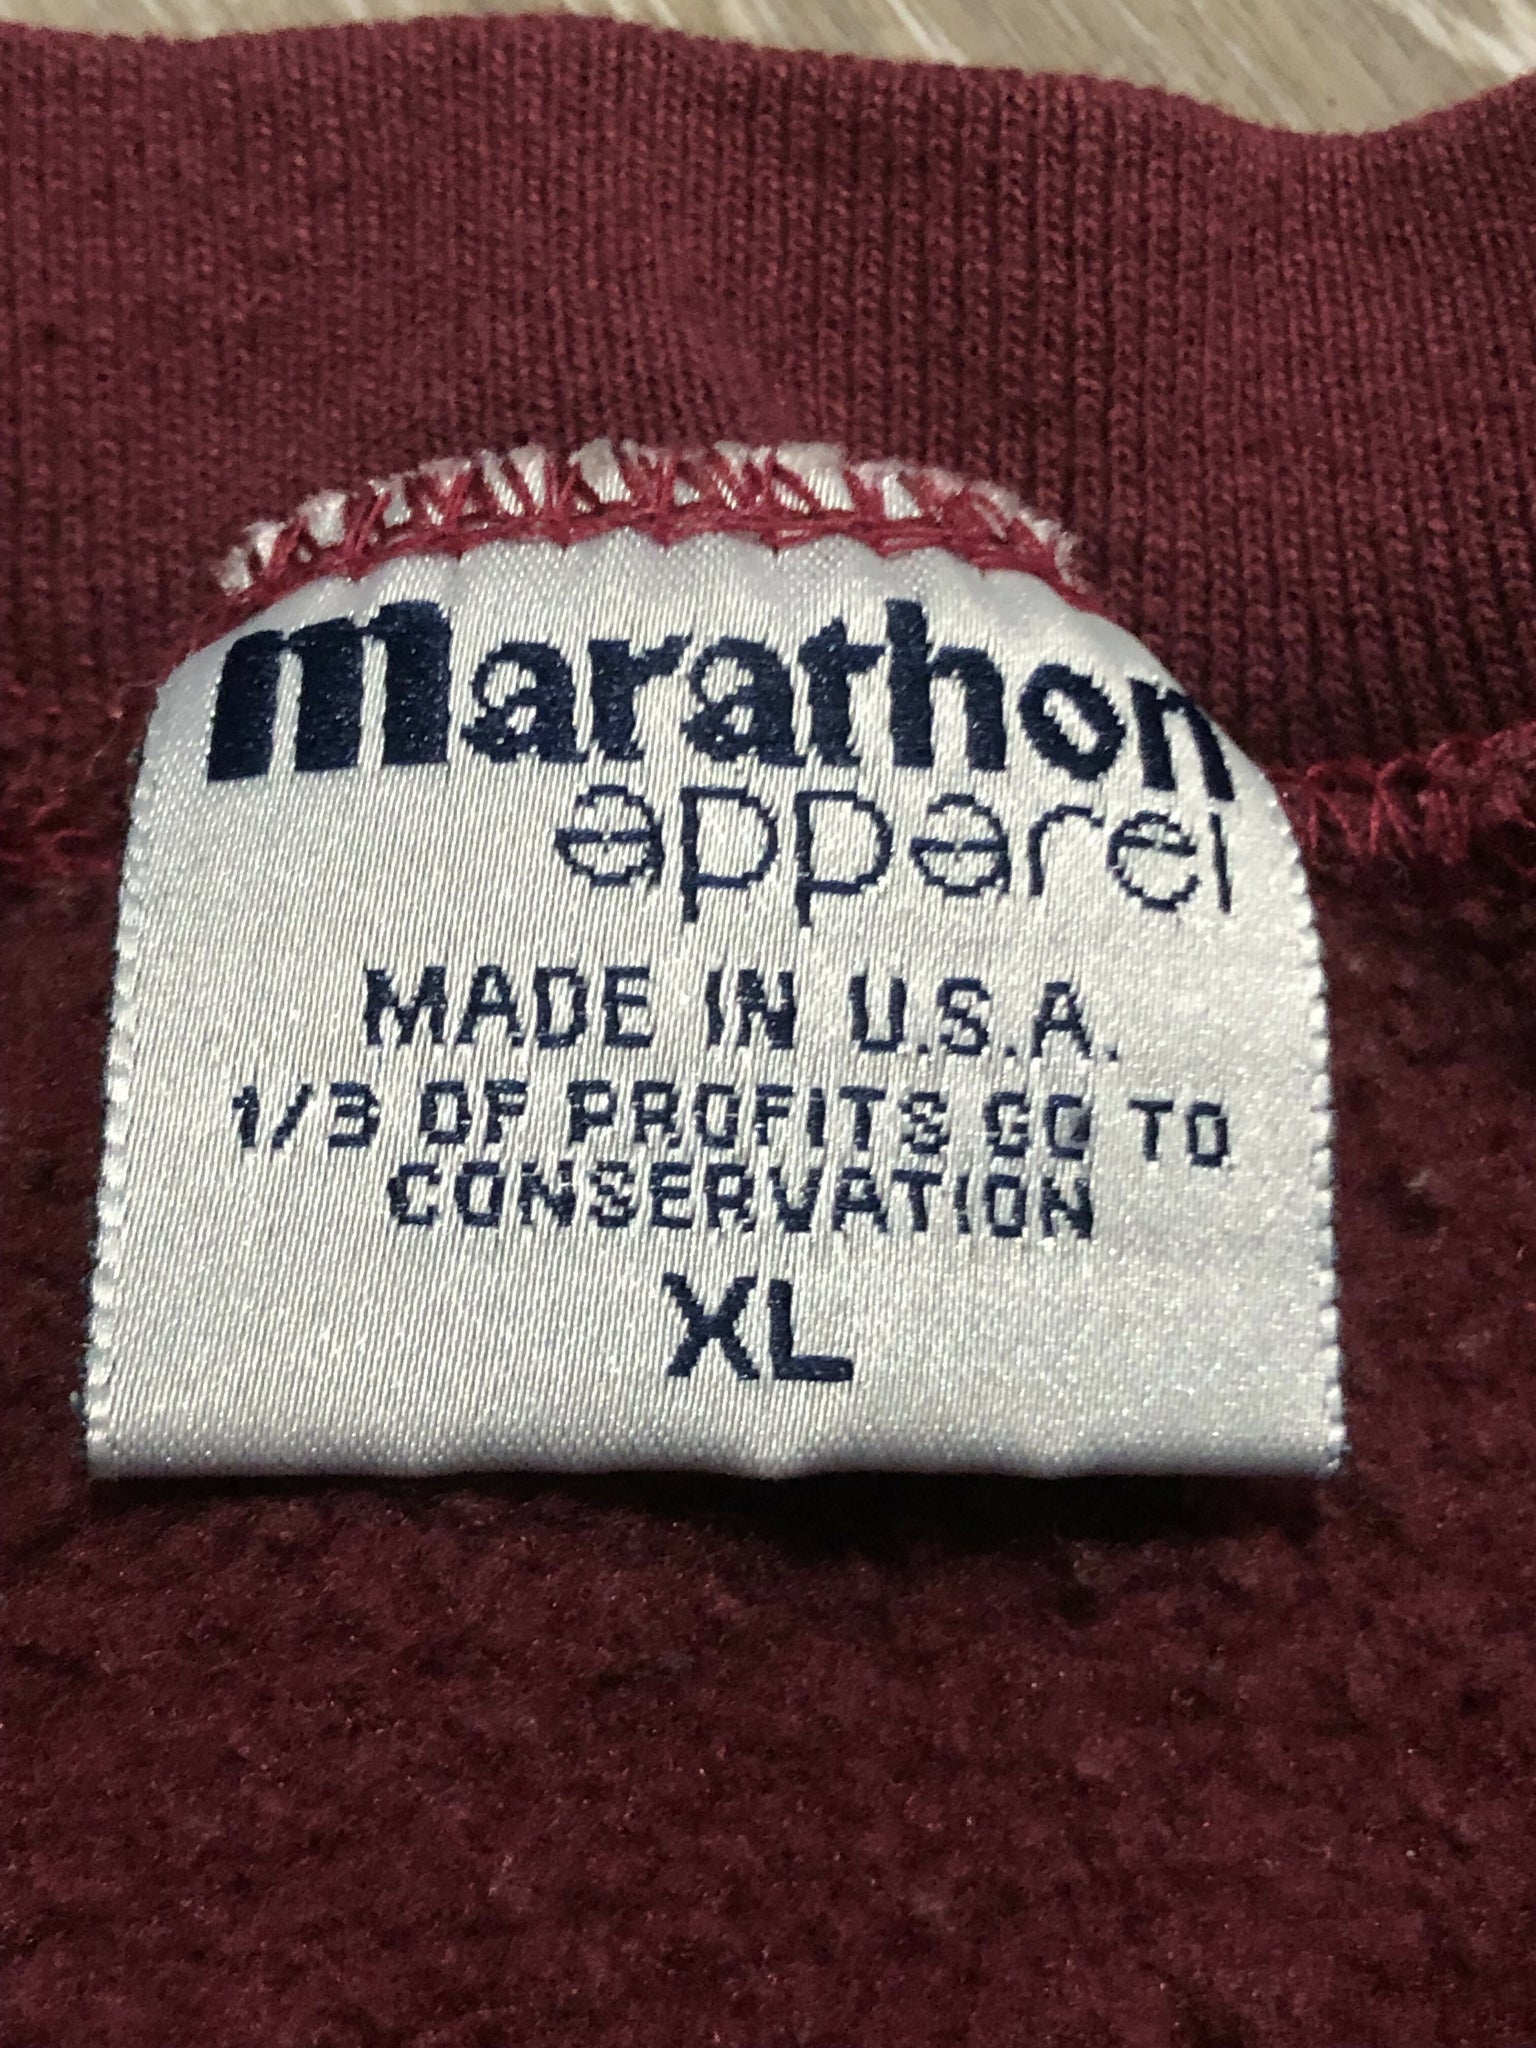 marathon
apparel
MADE IN U.S.A.
1/3 OF PROFITS GO TO
CONSERVATION
XL